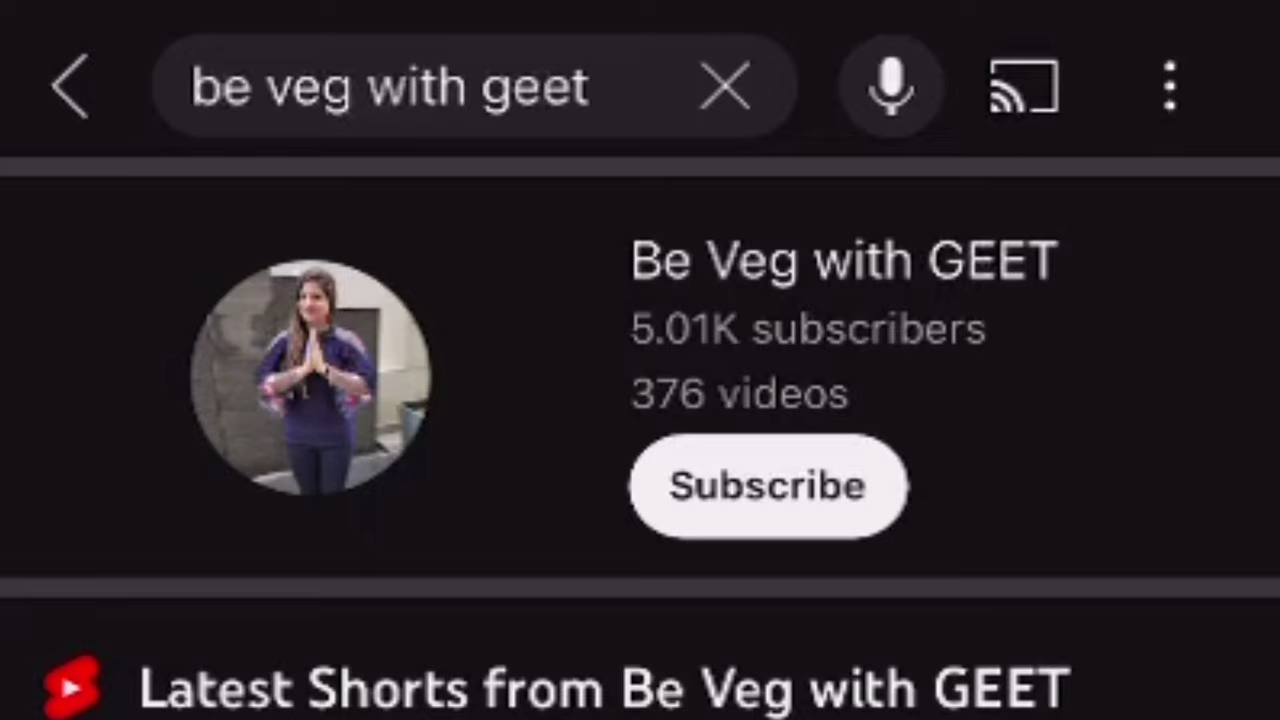 be veg with geet
Be Veg with GEET
5.01K subscribers
376 videos
Subscribe
Latest Shorts from Be Veg with GEET